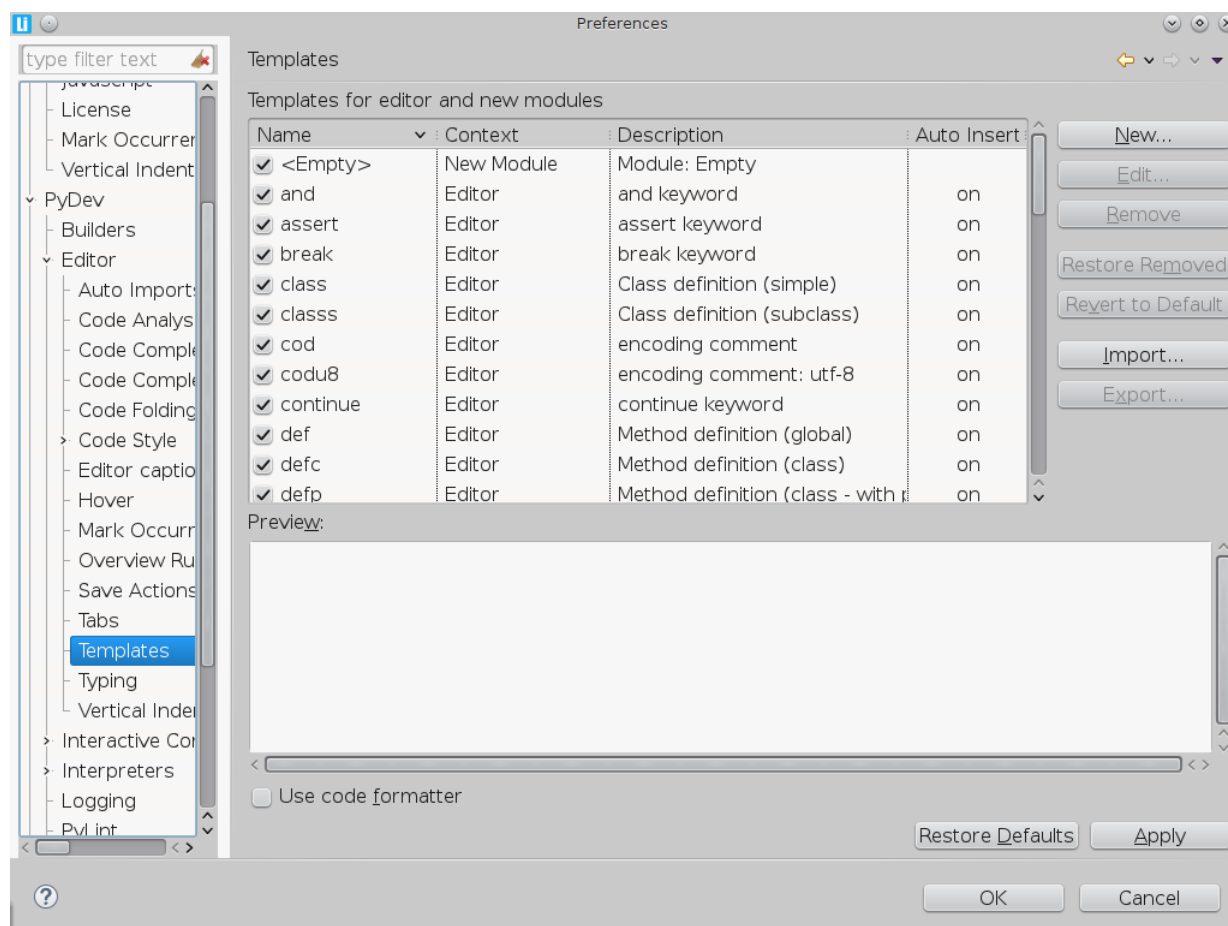 Li
Preferences
type filter text
Templates
License
Mark Occurrer
Vertical Indent
PyDev
Builders
Editor
Auto Imports
Code Analys
Code Comple
Code Comple
Code Folding
Code Style
Editor captio
Hover
Mark Occurr
Overview Ru
Save Actions
Tabs
Templates
Typing
Vertical Inder
Interactive Cor
Interpreters
Logging
PyLint
Templates for editor and new modules
Name Context Description Auto Insert
<Empty> New Module Module: Empty
and Editor and keyword on
assert Editor assert keyword on
break Editor break keyword on
class Editor Class definition (simple) on
classs Editor Class definition (subclass) on
cod Editor encoding comment on
codu8 Editor encoding comment: utf-8 on
continue Editor continue keyword on
def Editor Method definition (global) on
defc Editor Method definition (class) on
defp Editor Method definition (class - with p on
New...
Edit...
Remove
Restore Removed
Revert to Default
Import...
Export...
Preview:
Use code formatter
Restore Defaults
Apply
OK
Cancel